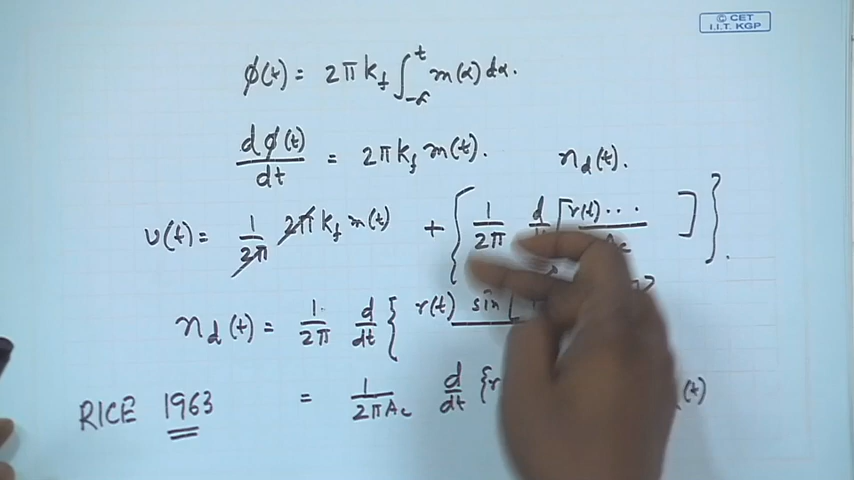 © CET
I.I.T. KGP
φ(t) = 2π k_f ∫_{-∞}^{t} m(α) dα.
dφ(t)/dt = 2π k_f m(t). n_d(t).
υ(t) = 1/2π 2π k_f m(t) + { 1/2π d/dt [ r(t) ... / A_c ] }.
n_d(t) = 1/2π d/dt { r(t) sin [
RICE 1963 = 1/2πA_c d/dt { r (t)